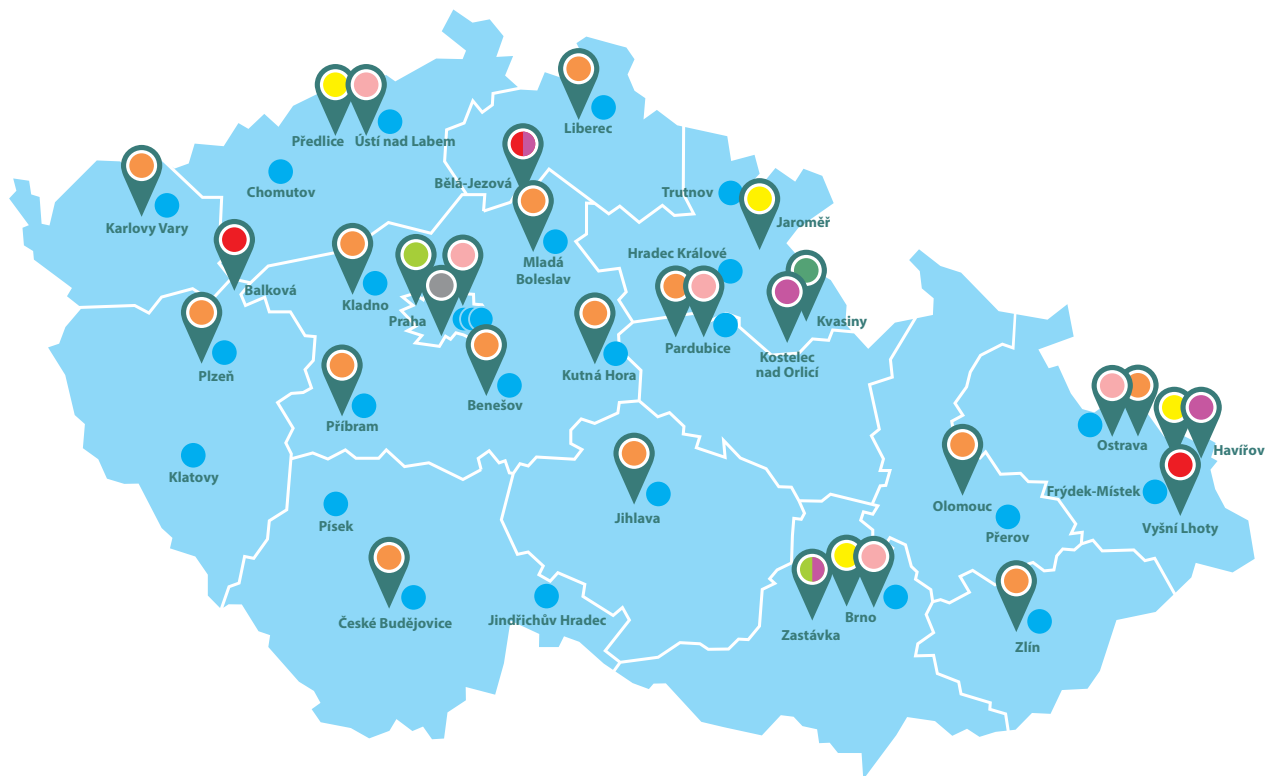 Liberec
Předlice
Ústí nad Labem
Bělá-Jezová
Chomutov
Trutnov
Karlovy Vary
Jaroměř
Hradec Králové
Mladá
Boleslav
Balková
Kladno
Praha
Kvasiny
Pardubice
Kostelec
nad Orlicí
Plzeň
Kutná Hora
Benešov
Příbram
Ostrava
Havířov
Klatovy
Frýdek-Místek
Olomouc
Jihlava
Písek
Vyšní Lhoty
Přerov
České Budějovice
Jindřichův Hradec
Brno
Zastávka
Zlín